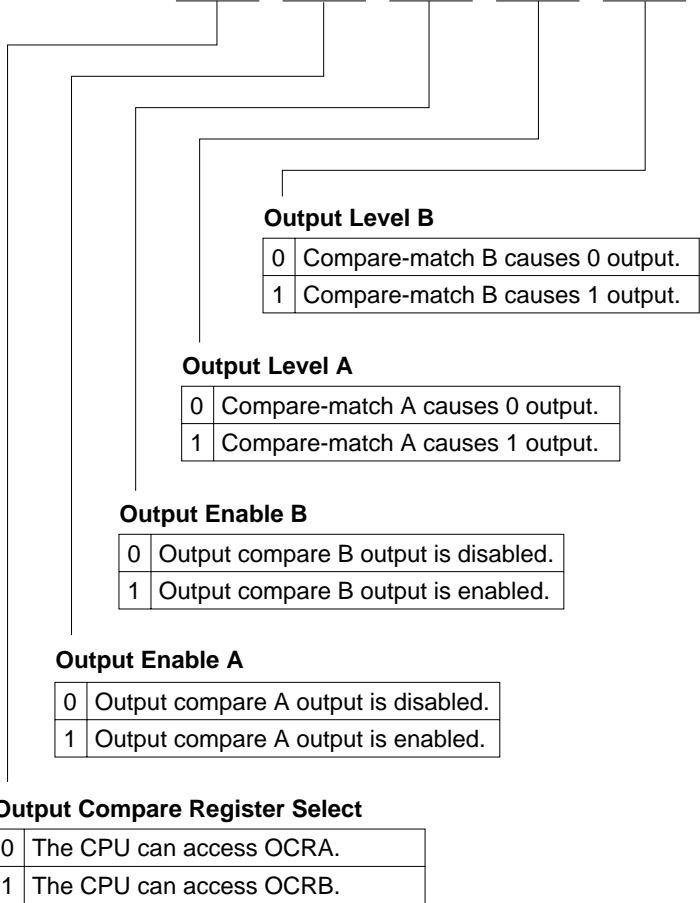 Output Level B
0 Compare-match B causes 0 output.
1 Compare-match B causes 1 output.
Output Level A
0 Compare-match A causes 0 output.
1 Compare-match A causes 1 output.
Output Enable B
0 Output compare B output is disabled.
1 Output compare B output is enabled.
Output Enable A
0 Output compare A output is disabled.
1 Output compare A output is enabled.
Output Compare Register Select
0 The CPU can access OCRA.
1 The CPU can access OCRB.